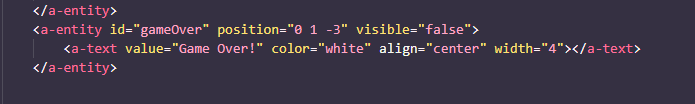 </a-entity>
<a-entity id="gameOver" position="0 1 -3" visible="false">
<a-text value="Game Over!" color="white" align="center" width="4"></a-text>
</a-entity>